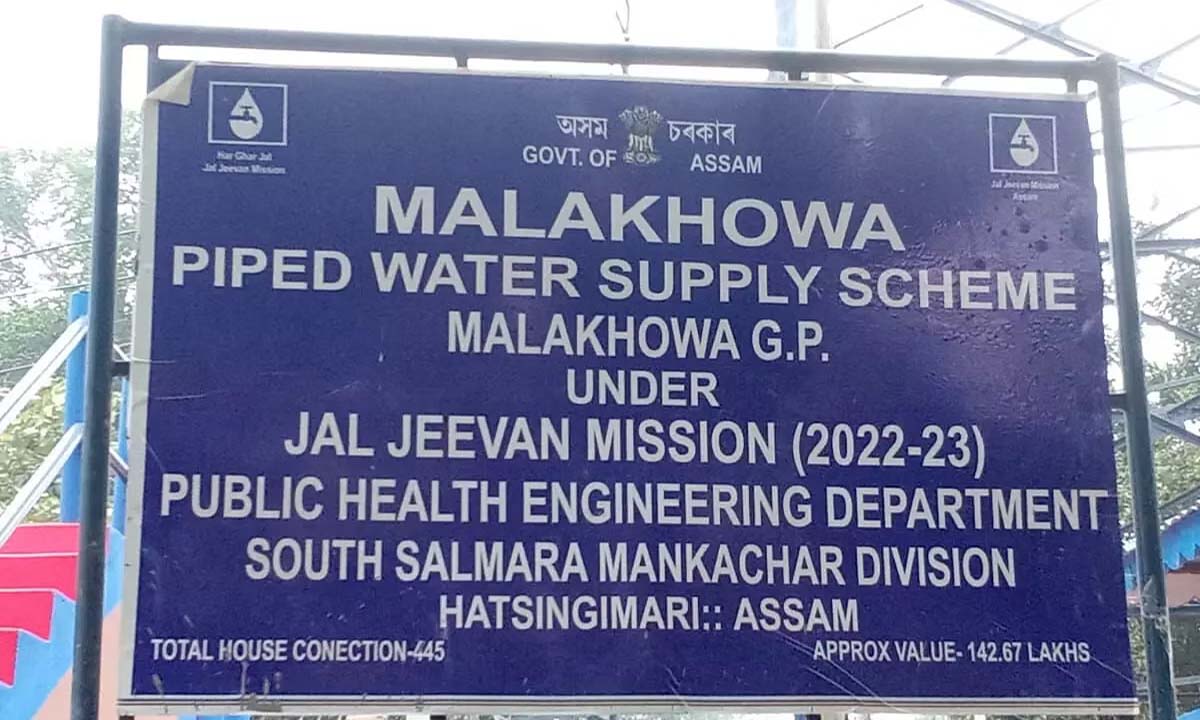 Har Ghar Jal
Jal Jeevan Mission
অসম চৰকাৰ
GOVT. OF ASSAM
Jal Jeevan Mission
Assam
MALAKHOWA
PIPED WATER SUPPLY SCHEME
MALAKHOWA G.P.
UNDER
JAL JEEVAN MISSION (2022-23)
PUBLIC HEALTH ENGINEERING DEPARTMENT
SOUTH SALMARA MANKACHAR DIVISION
HATSINGIMARI:: ASSAM
TOTAL HOUSE CONECTION-445
APPROX VALUE- 142.67 LAKHS